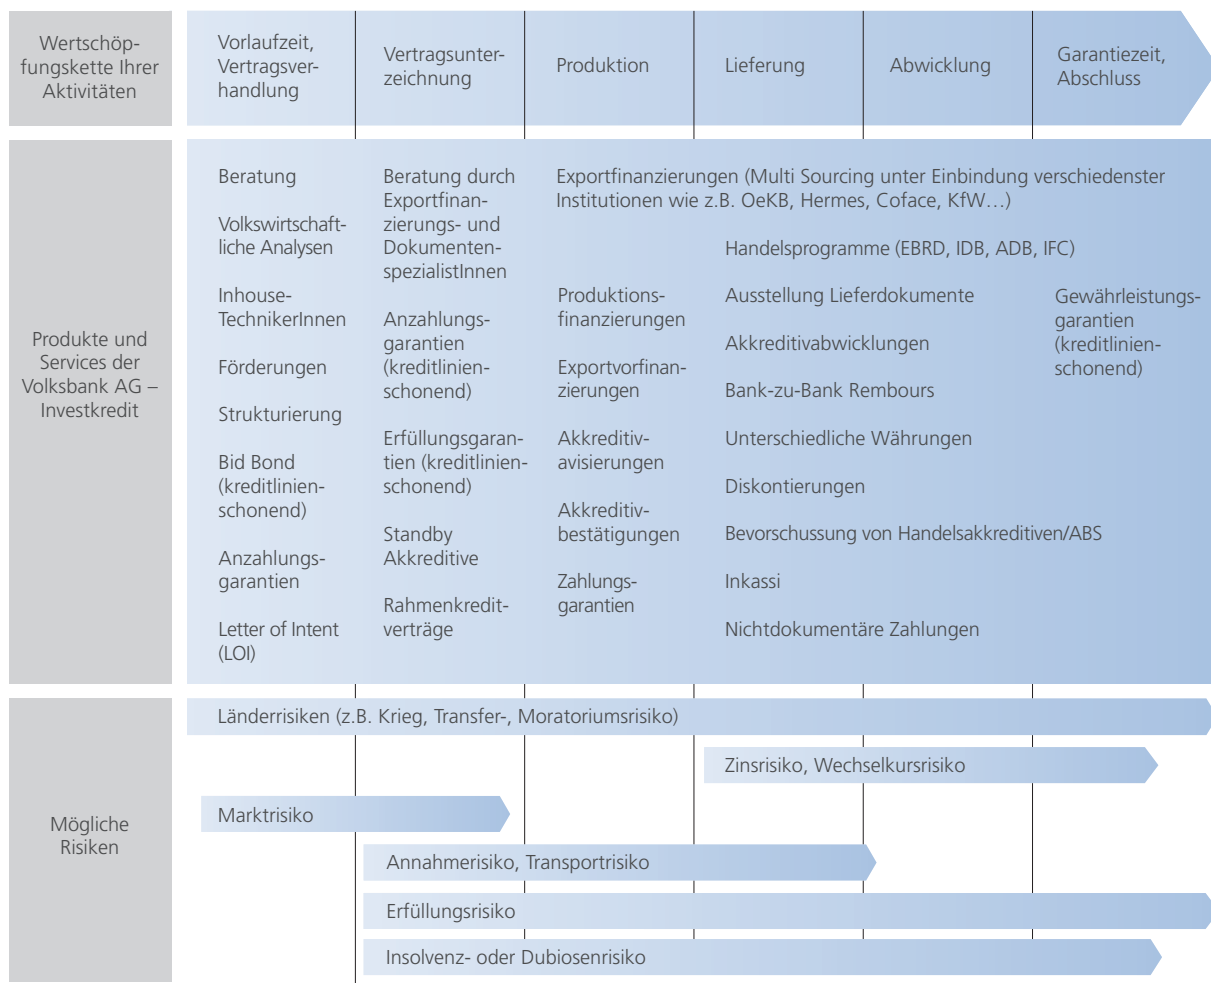 Wertschöp-
fungskette Ihrer
Aktivitäten
Vorlaufzeit,
Vertragsver-
handlung
Vertragsunter-
zeichnung
Produktion
Lieferung
Abwicklung
Garantiezeit,
Abschluss
Produkte und
Services der
Volksbank AG –
Investkredit
Beratung
Volkswirtschaft-
liche Analysen
Inhouse-
TechnikerInnen
Förderungen
Strukturierung
Bid Bond
(kreditlinien-
schonend)
Anzahlungs-
garantien
Letter of Intent
(LOI)
Beratung durch
Exportfinan-
zierungs- und
Dokumenten-
spezialistInnen
Anzahlungs-
garantien
(kreditlinien-
schonend)
Erfüllungsgaran-
tien (kreditlinien-
schonend)
Standby
Akkreditive
Rahmenkredit-
verträge
Exportfinanzierungen (Multi Sourcing unter Einbindung verschiedenster
Institutionen wie z.B. OeKB, Hermes, Coface, KfW…)
Produktions-
finanzierungen
Exportvorfinan-
zierungen
Akkreditiv-
avisierungen
Akkreditiv-
bestätigungen
Zahlungs-
garantien
Handelsprogramme (EBRD, IDB, ADB, IFC)
Ausstellung Lieferdokumente
Akkreditivabwicklungen
Bank-zu-Bank Rembours
Unterschiedliche Währungen
Diskontierungen
Bevorschussung von Handelsakkreditiven/ABS
Inkassi
Nichtdokumentäre Zahlungen
Gewährleistungs-
garantien
(kreditlinien-
schonend)
Mögliche
Risiken
Länderrisiken (z.B. Krieg, Transfer-, Moratoriumsrisiko)
Zinsrisiko, Wechselkursrisiko
Marktrisiko
Annahmerisiko, Transportrisiko
Erfüllungsrisiko
Insolvenz- oder Dubiosenrisiko